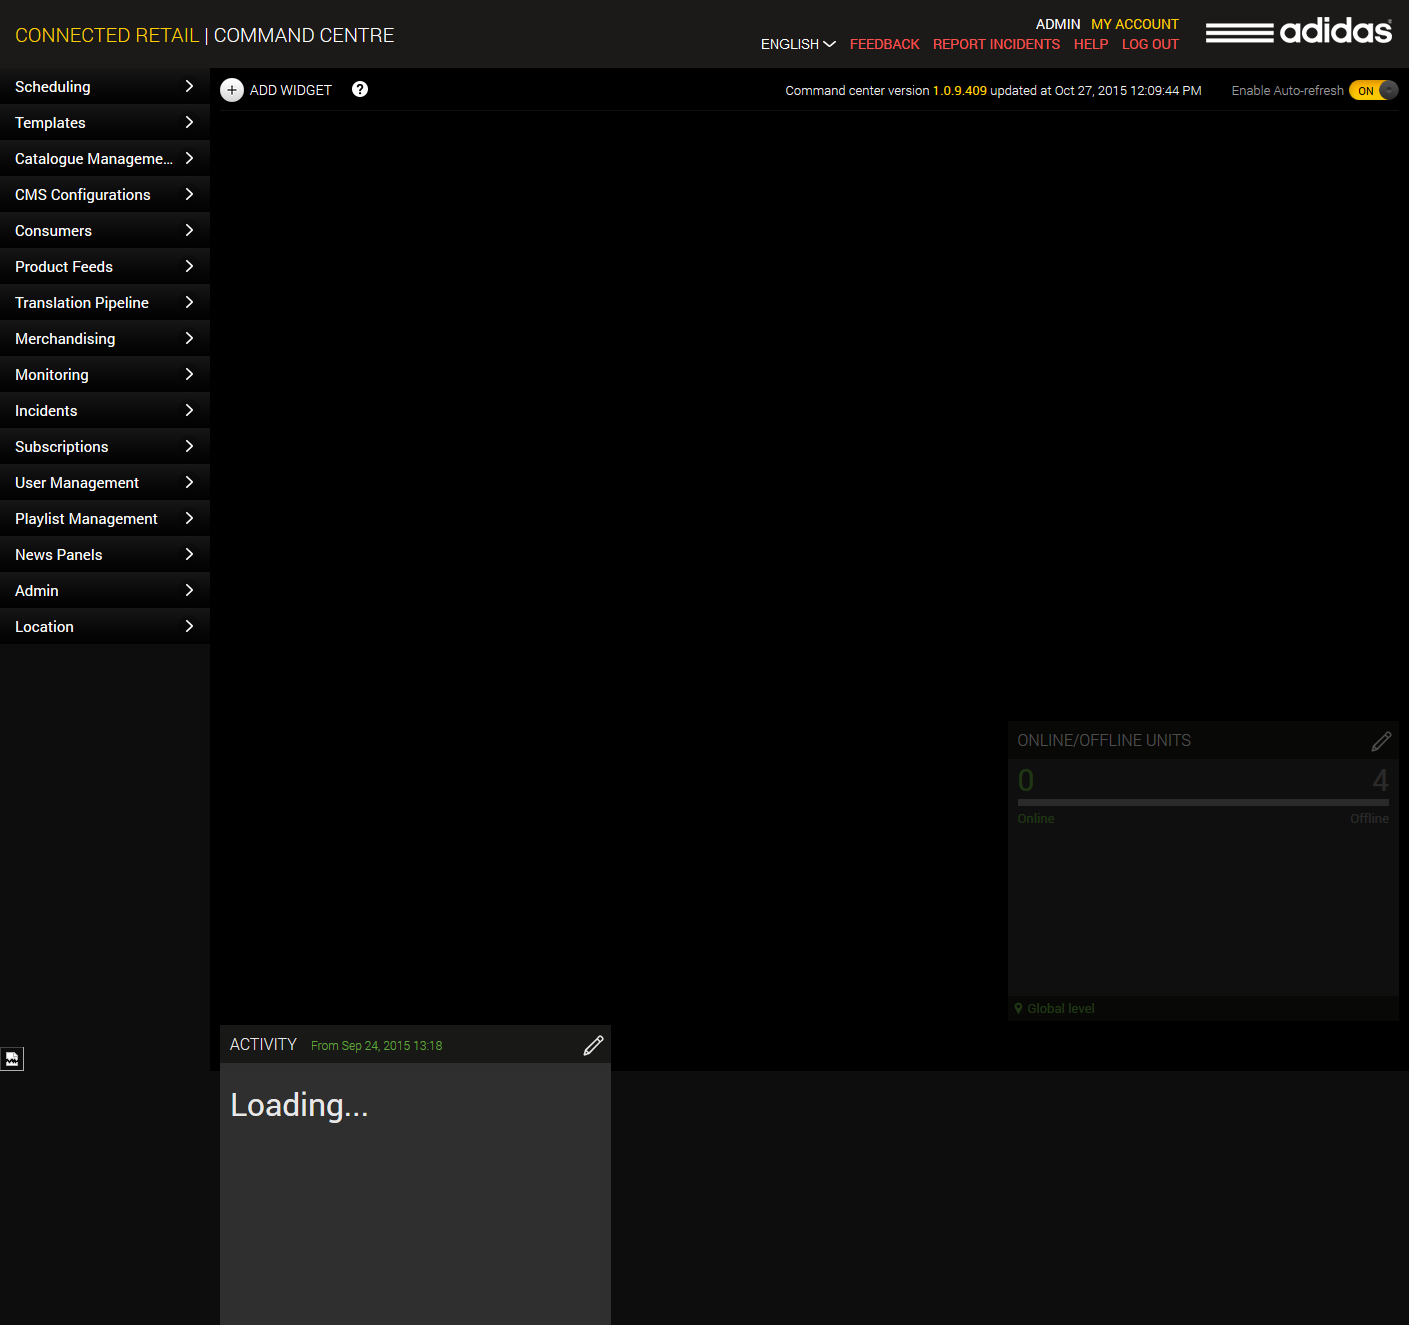 CONNECTED RETAIL | COMMAND CENTRE
ADMIN MY ACCOUNT
ENGLISH FEEDBACK REPORT INCIDENTS HELP LOG OUT
adidas
Scheduling
Templates
Catalogue Manageme...
CMS Configurations
Consumers
Product Feeds
Translation Pipeline
Merchandising
Monitoring
Incidents
Subscriptions
User Management
Playlist Management
News Panels
Admin
Location
+ ADD WIDGET ?
Command center version 1.0.9.409 updated at Oct 27, 2015 12:09:44 PM
Enable Auto-refresh ON
ONLINE/OFFLINE UNITS
0 4
Online Offline
Global level
ACTIVITY From Sep 24, 2015 13:18
Loading...